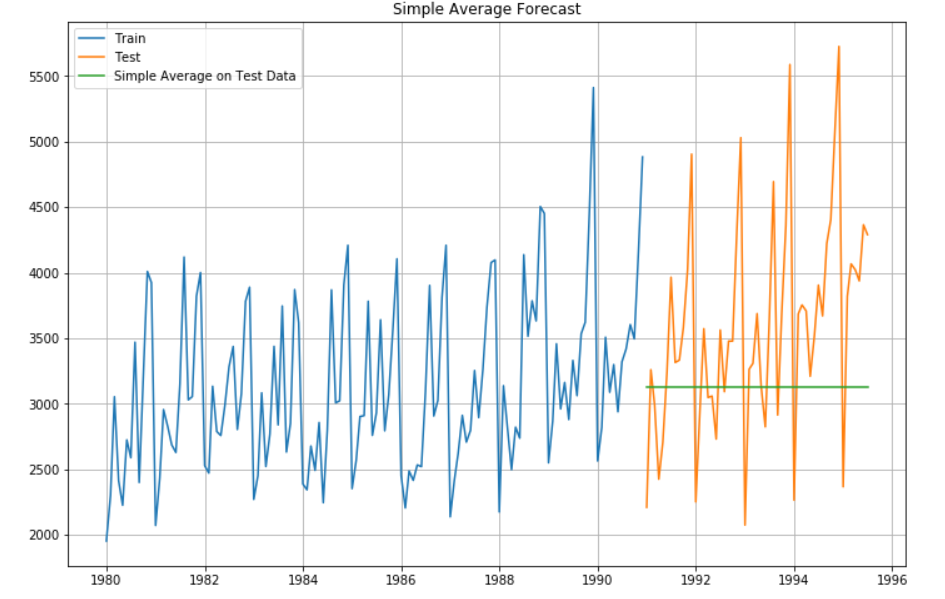 Simple Average Forecast
Train
Test
Simple Average on Test Data
5500
5000
4500
4000
3500
3000
2500
2000
1980 1982 1984 1986 1988 1990 1992 1994 1996